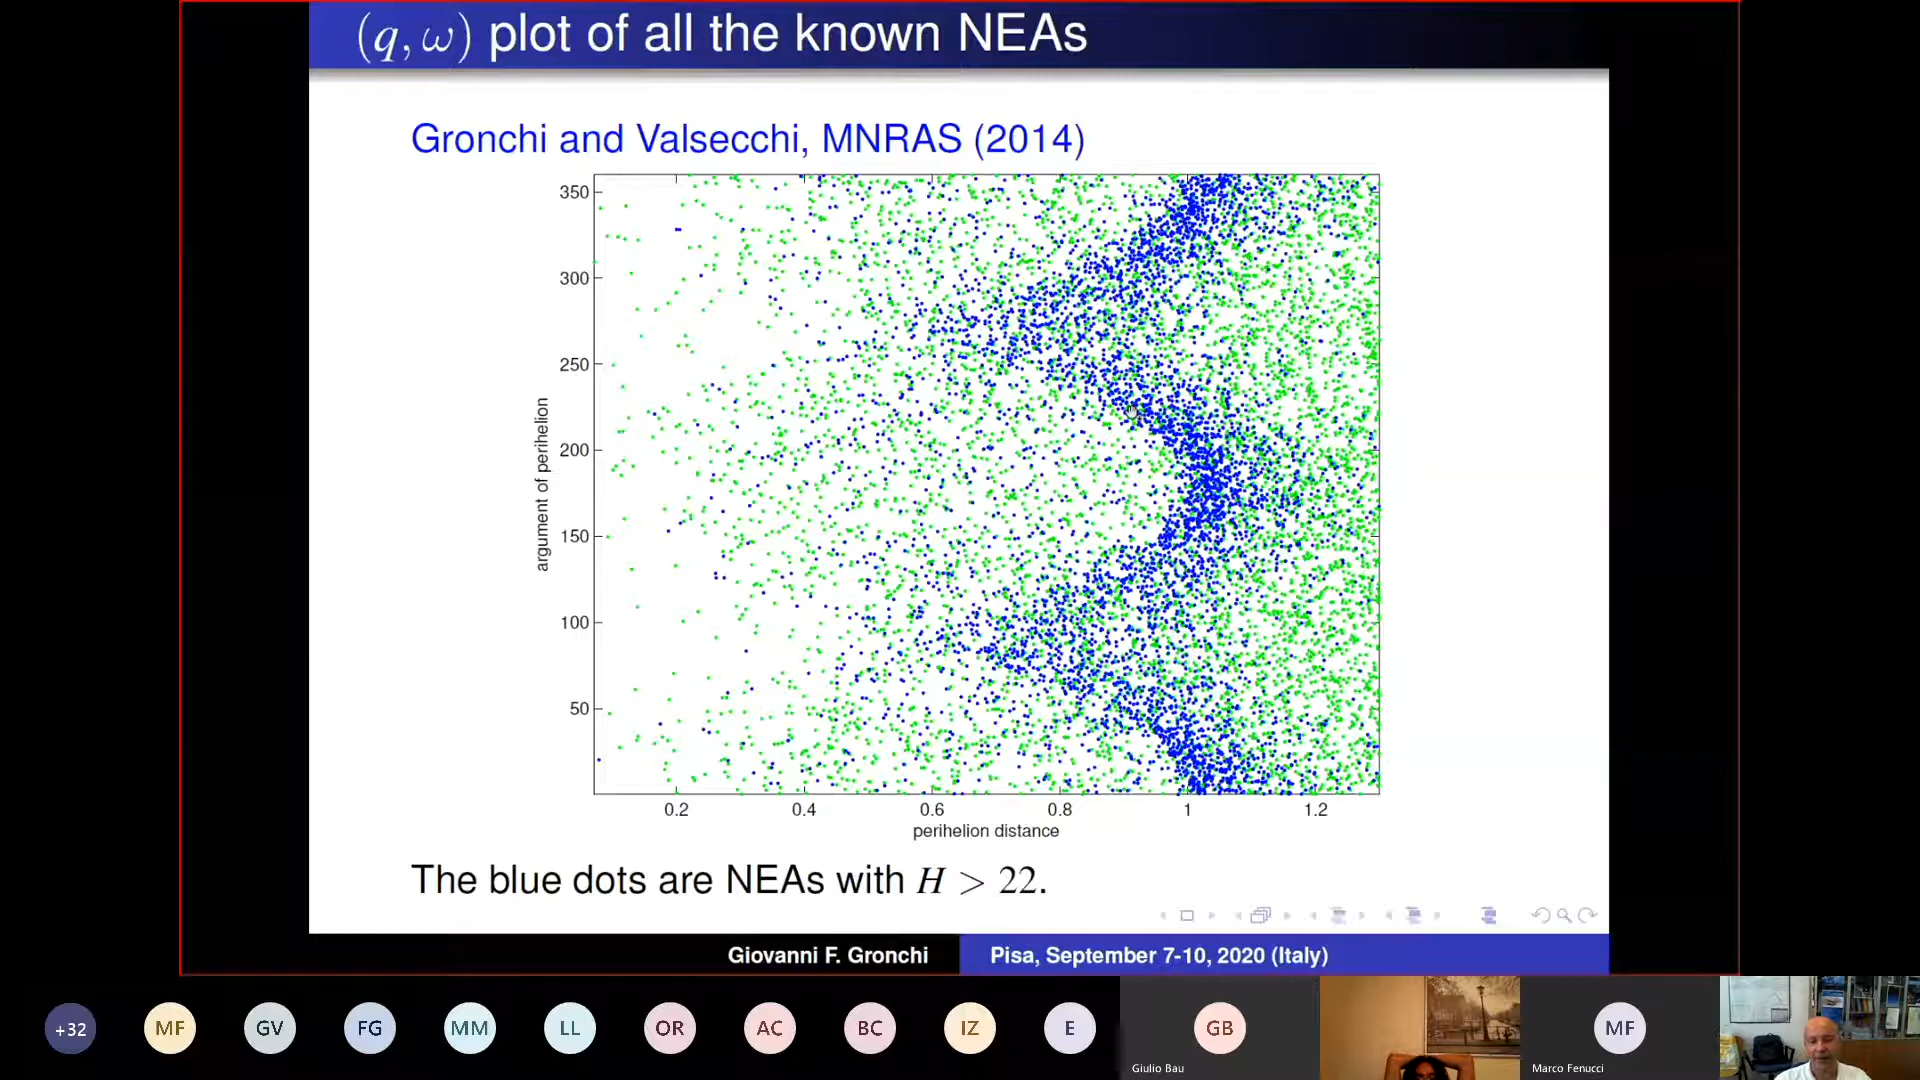 (q, ω) plot of all the known NEAs
Gronchi and Valsecchi, MNRAS (2014)
350
300
250
200
150
100
50
argument of perihelion
0.2 0.4 0.6 0.8 1 1.2
perihelion distance
The blue dots are NEAs with H > 22.
Giovanni F. Gronchi
Pisa, September 7-10, 2020 (Italy)
+32 MF GV FG MM LL OR AC BC IZ E GB MF
Giulio Bau
Marco Fenucci